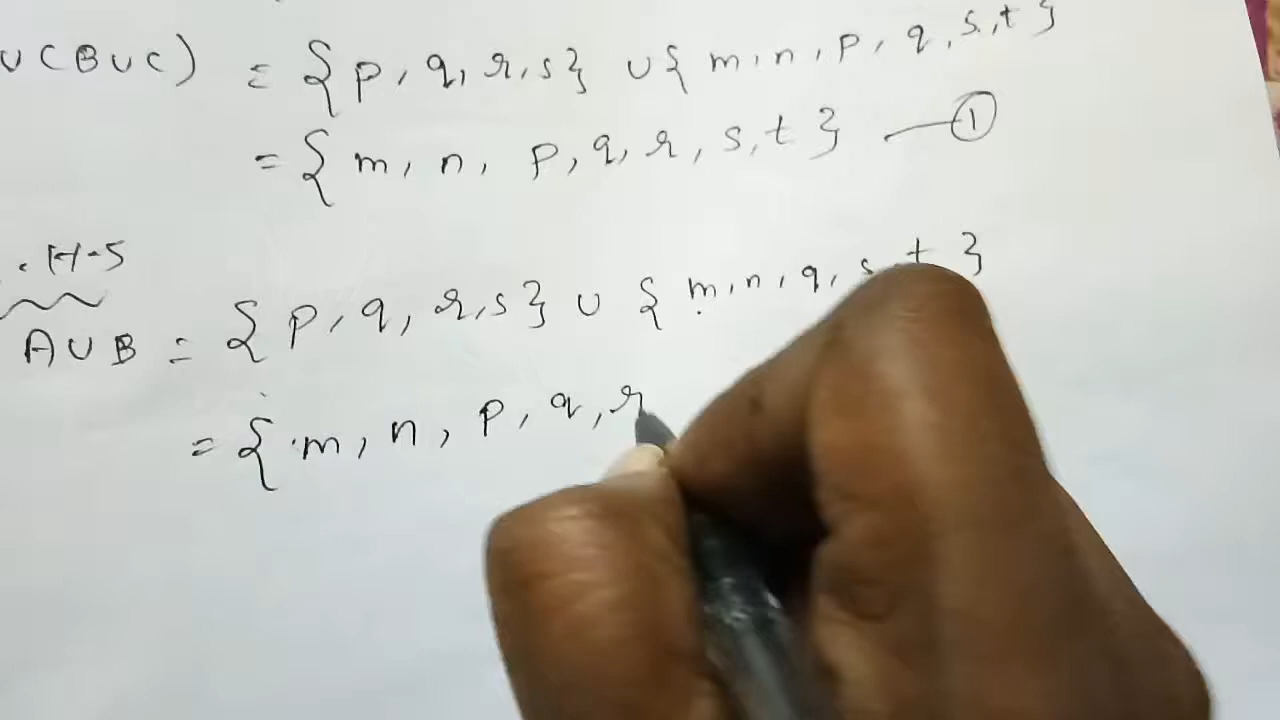 ∪(B∪C) = {p, q, r, s} ∪ {m, n, p, q, s, t}
= {m, n, p, q, r, s, t} — ①
.H.S
A∪B = {p, q, r, s} ∪ {m, n, q, s, t}
= {m, n, p, q, r